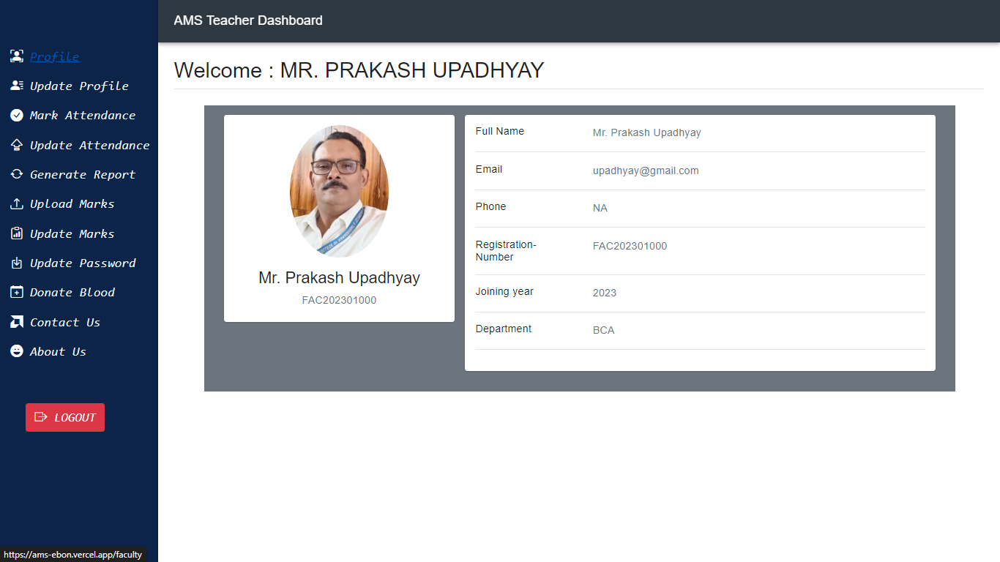 AMS Teacher Dashboard
Profile
Update Profile
Mark Attendance
Update Attendance
Generate Report
Upload Marks
Update Marks
Update Password
Donate Blood
Contact Us
About Us
LOGOUT
Welcome : MR. PRAKASH UPADHYAY
Mr. Prakash Upadhyay
FAC202301000
Full Name Mr. Prakash Upadhyay
Email upadhyay@gmail.com
Phone NA
Registration-
Number FAC202301000
Joining year 2023
Department BCA
https://ams-ebon.vercel.app/faculty